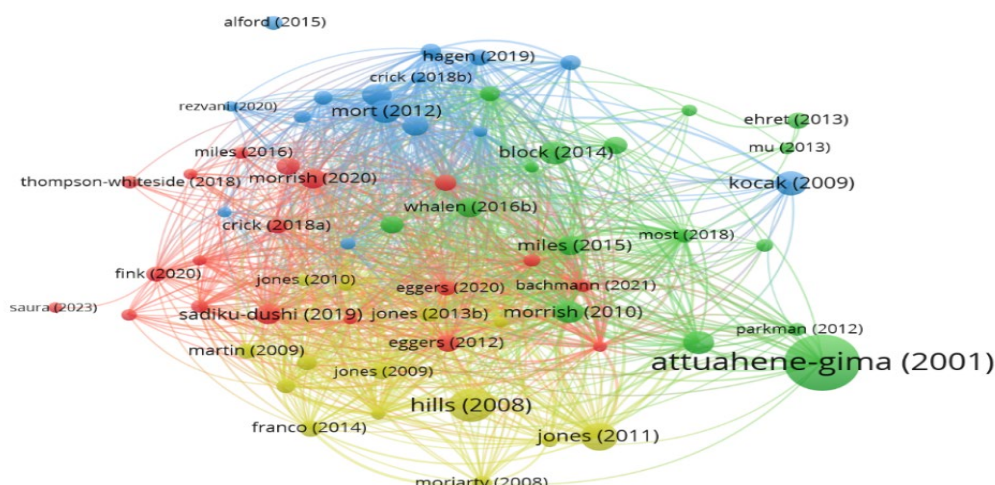 alford (2015)
hagen (2019)
crick (2018b)
rezvani (2020)
mort (2012)
ehret (2013)
miles (2016)
block (2014)
mu (2013)
thompson-whiteside (2018)
morrish (2020)
kocak (2009)
whalen (2016b)
crick (2018a)
most (2018)
miles (2015)
fink (2020)
jones (2010)
eggers (2020)
bachmann (2021)
saura (2023)
sadiku-dushi (2019)
jones (2013b)
morrish (2010)
parkman (2012)
eggers (2012)
martin (2009)
attuahene-gima (2001)
jones (2009)
hills (2008)
franco (2014)
jones (2011)
moriarty (2008)